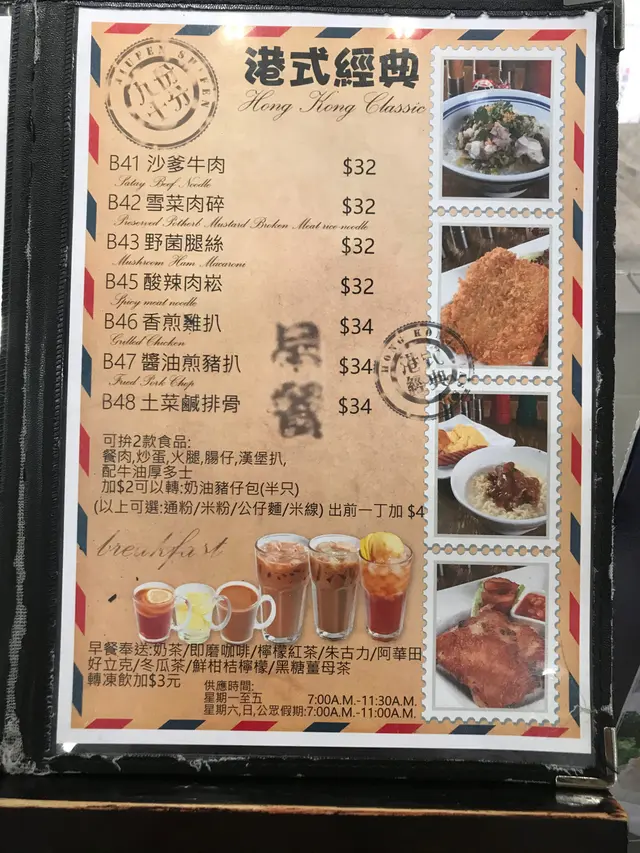 JIUFEN SHIFEN
九份
十分
港式經典
Hong Kong Classic
B41 沙爹牛肉 $32
Satay Beef Noodle
B42 雪菜肉碎 $32
Preserved Potherb Mustard Broken Meat rice noodle
B43 野菌腿絲 $32
Mushroom Ham Macaroni
B45 酸辣肉崧 $32
Spicy meat noodle
B46 香煎雞扒 $34
Grilled Chicken
B47 醬油煎豬扒 $34
Fried Pork Chop
B48 土菜鹹排骨 $34
早餐
HONG KONG
港式
經典
可拚2款食品:
餐肉,炒蛋,火腿,腸仔,漢堡扒,
配牛油厚多士
加$2可以轉:奶油豬仔包(半只)
(以上可選:通粉/米粉/公仔麵/米線) 出前一丁加 $4
breakfast
早餐奉送:奶茶/即磨咖啡/檸檬紅茶/朱古力/阿華田
好立克/冬瓜茶/鮮柑桔檸檬/黑糖薑母茶
轉凍飲加$3元
供應時間:
星期一至五 7:00A.M.-11:30A.M.
星期六,日,公眾假期:7:00A.M.-11:00A.M.